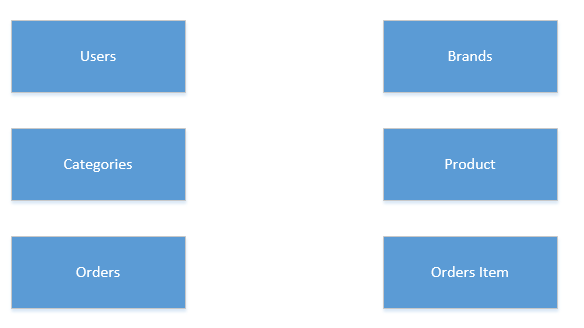 Users
Brands
Categories
Product
Orders
Orders Item